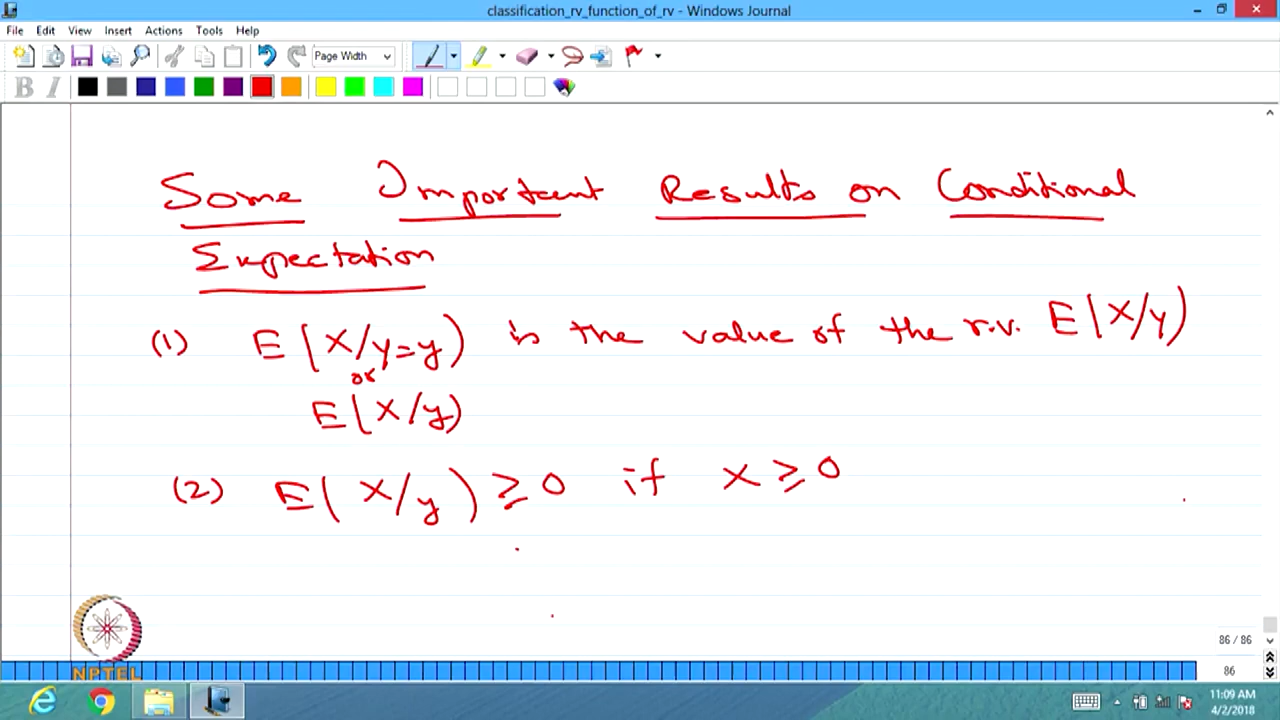 classification_rv_function_of_rv - Windows Journal
File Edit View Insert Actions Tools Help
Page Width
B I
Some Important Results on Conditional
Expectation
(1) E(X/Y=y) is the value of the r.v. E(X/Y)
or
E(X/y)
(2) E(X/y) ≥ 0 if X ≥ 0
86 / 86
NPTEL
86
11:09 AM
4/2/2018